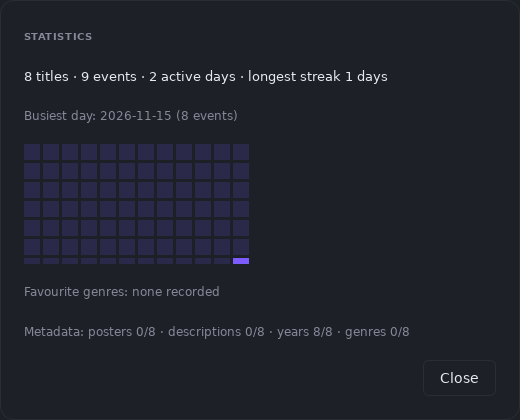 STATISTICS
8 titles · 9 events · 2 active days · longest streak 1 days
Busiest day: 2026-11-15 (8 events)
Favourite genres: none recorded
Metadata: posters 0/8 · descriptions 0/8 · years 8/8 · genres 0/8
Close